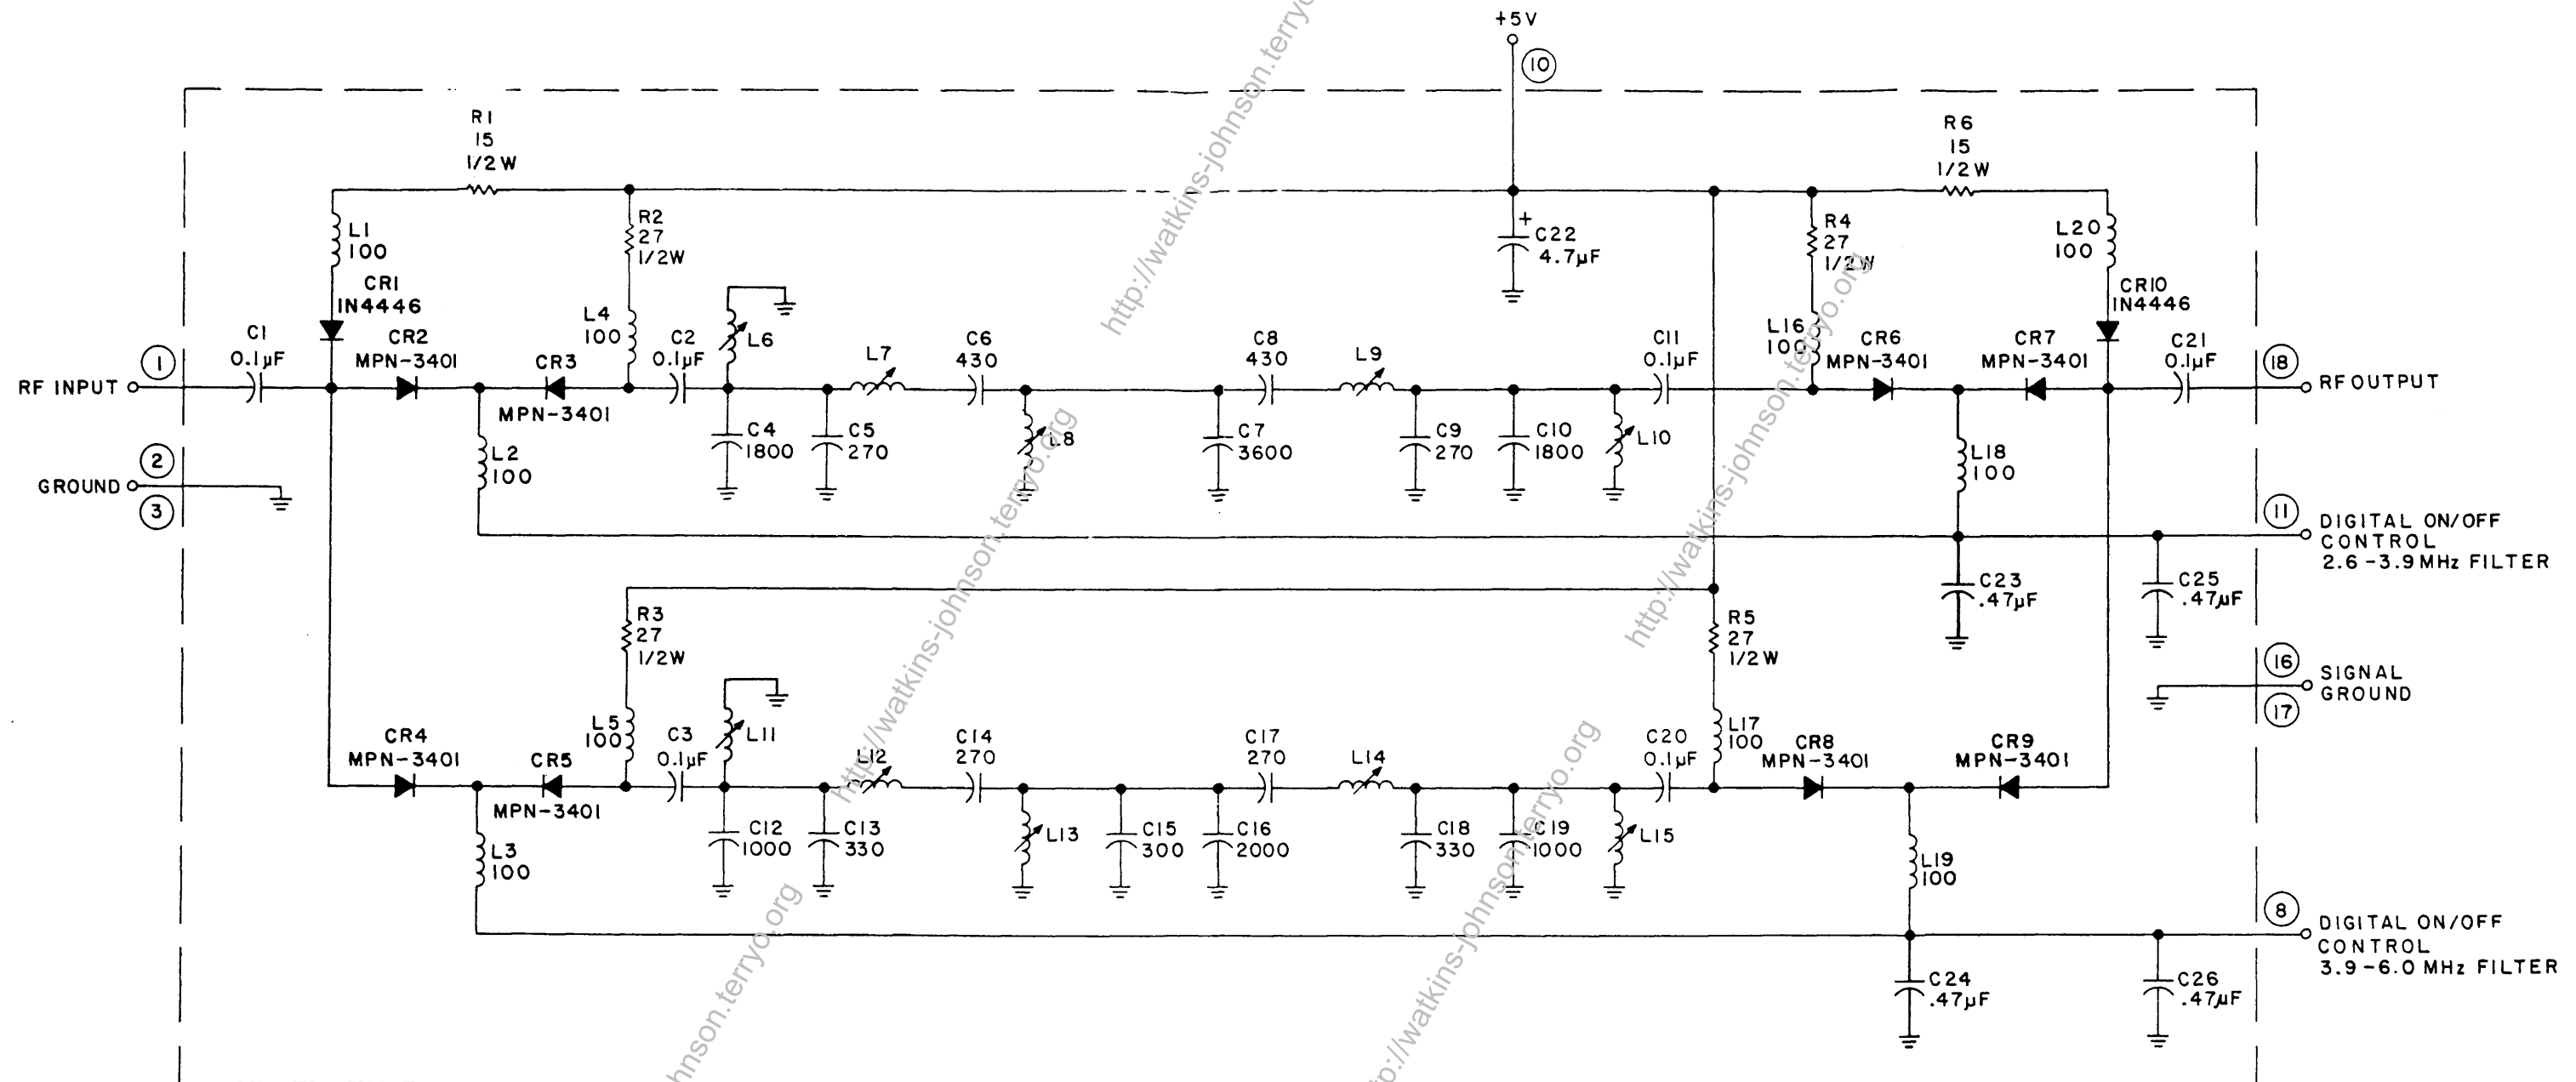 +5V
10
R1
15
1/2W
R6
15
1/2W
L1
100
R2
27
1/2W
+
C22
4.7µF
R4
27
1/2W
L20
100
CR1
1N4446
CR10
1N4446
C1
0.1µF
CR2
MPN-3401
CR3
MPN-3401
L4
100
C2
0.1µF
L6
L7
C6
430
C8
430
L9
C11
0.1µF
L16
100
CR6
MPN-3401
CR7
MPN-3401
C21
0.1µF
1
RF INPUT
18
RF OUTPUT
2
GROUND
3
L2
100
C4
1800
C5
270
L8
C7
3600
C9
270
C10
1800
L10
L18
100
11
DIGITAL ON/OFF
CONTROL
2.6-3.9MHz FILTER
C23
.47µF
C25
.47µF
R3
27
1/2W
R5
27
1/2W
16
SIGNAL
GROUND
17
CR4
MPN-3401
CR5
MPN-3401
L5
100
C3
0.1µF
L11
L12
C14
270
C17
270
L14
C20
0.1µF
L17
100
CR8
MPN-3401
CR9
MPN-3401
L3
100
C12
1000
C13
330
L13
C15
300
C16
2000
C18
330
C19
1000
L15
L19
100
8
DIGITAL ON/OFF
CONTROL
3.9-6.0 MHz FILTER
C24
.47µF
C26
.47µF
http://watkins-johnson.terryo
http://watkins-johnson.terryo.org
http://watkins-johnson.terryo.org
hnson.terryo.org
tp://watkins-johnson.terryo.org